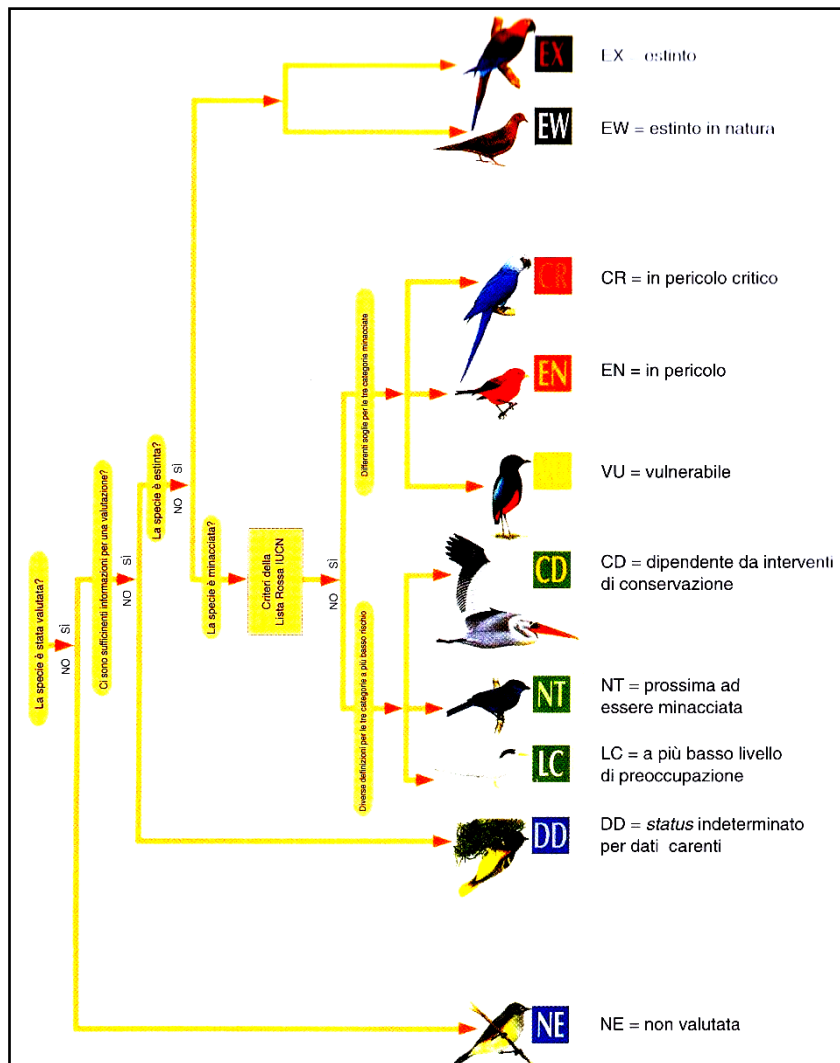 EX
EX = estinto
EW
EW = estinto in natura
CR
CR = in pericolo critico
EN
EN = in pericolo
VU = vulnerabile
CD
CD = dipendente da interventi
di conservazione
NT
NT = prossima ad
essere minacciata
LC
LC = a più basso livello
di preoccupazione
DD
DD = status indeterminato
per dati carenti
NE
NE = non valutata
La specie è stata valutata?
NO SÌ
Ci sono sufficinenti informazioni per una valutazione?
NO SÌ
La specie è estinta?
NO SÌ
La specie è minacciata?
Criteri della
Lista Rossa IUCN
NO SÌ
Differenti soglie per le tre categorie minacciate
Diverse definizioni per le tre categorie a più basso rischio